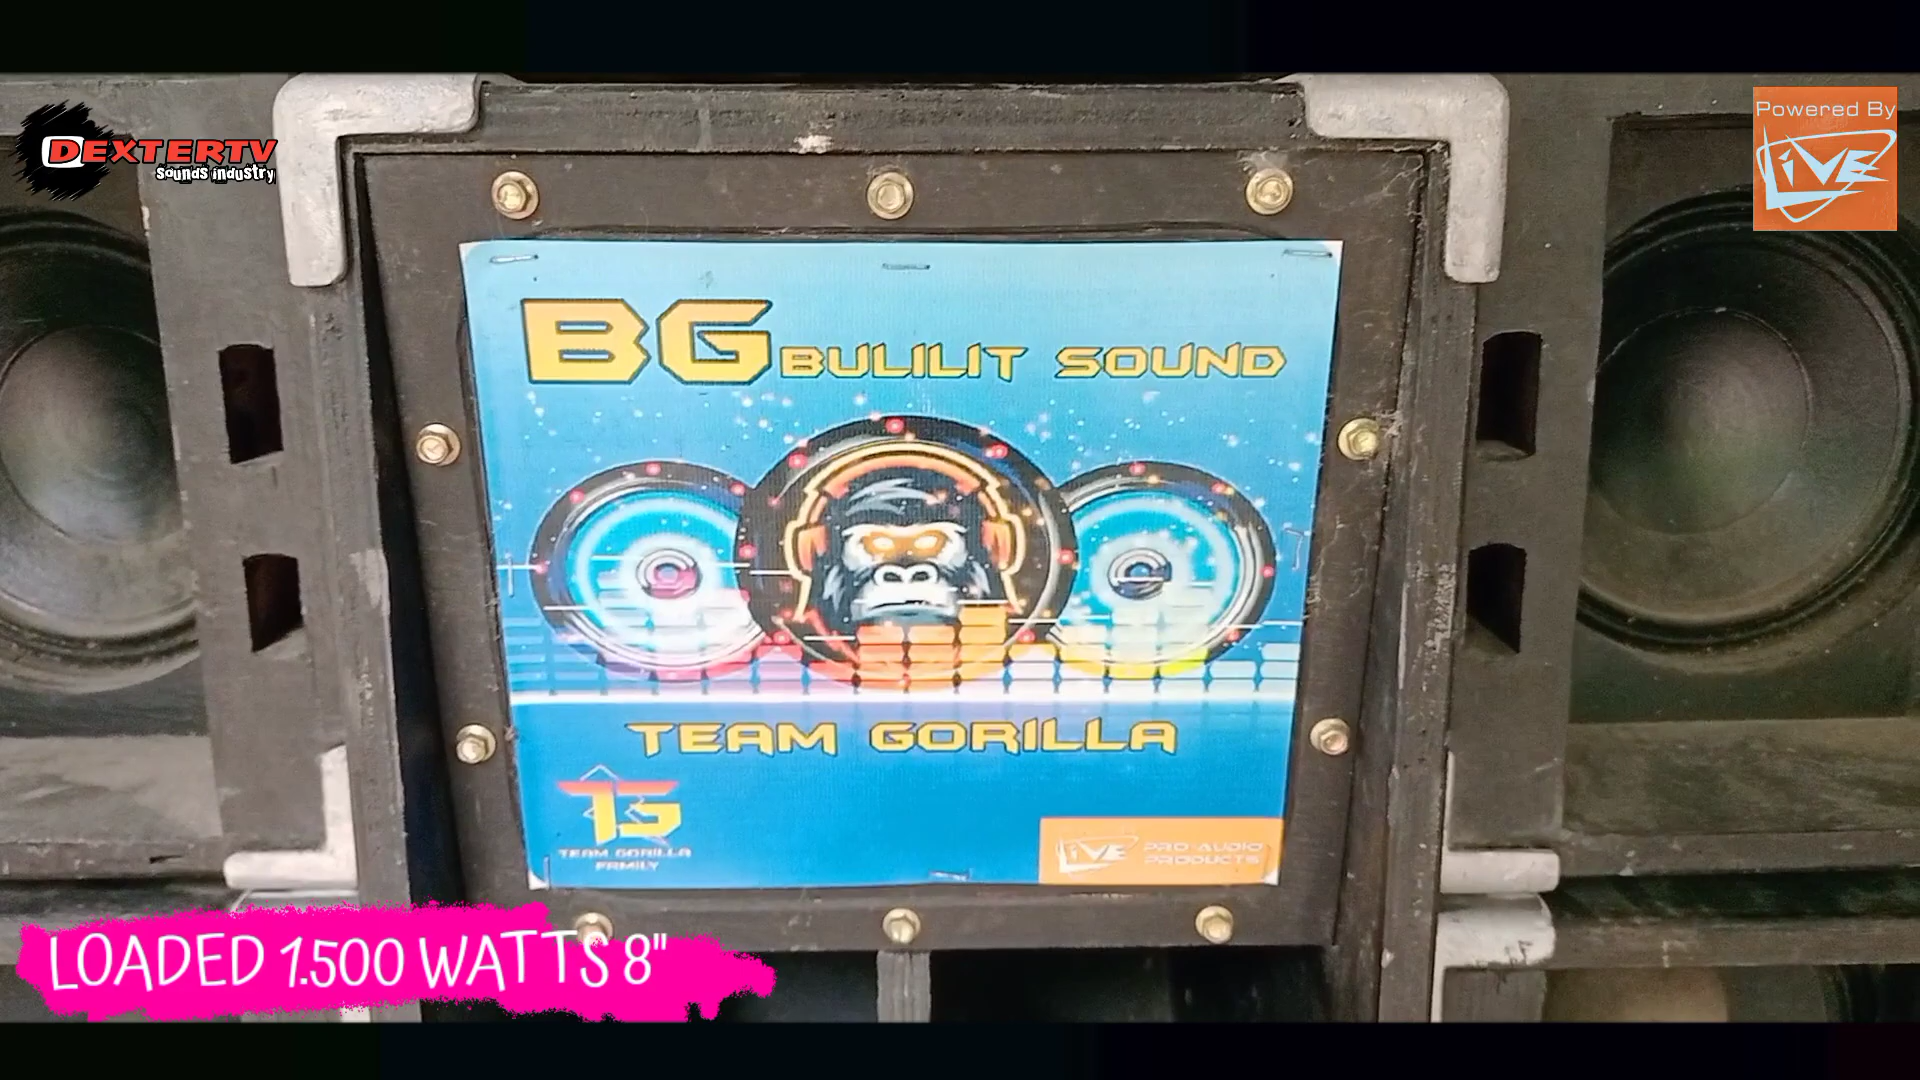 DEXTERTV
sounds industry
Powered By
LiVE
BG BULILIT SOUND
TEAM GORILLA
TG
TEAM GORILLA
FAMILY
LiVE PRO AUDIO
PRODUCTS
LOADED 1.500 WATTS 8"